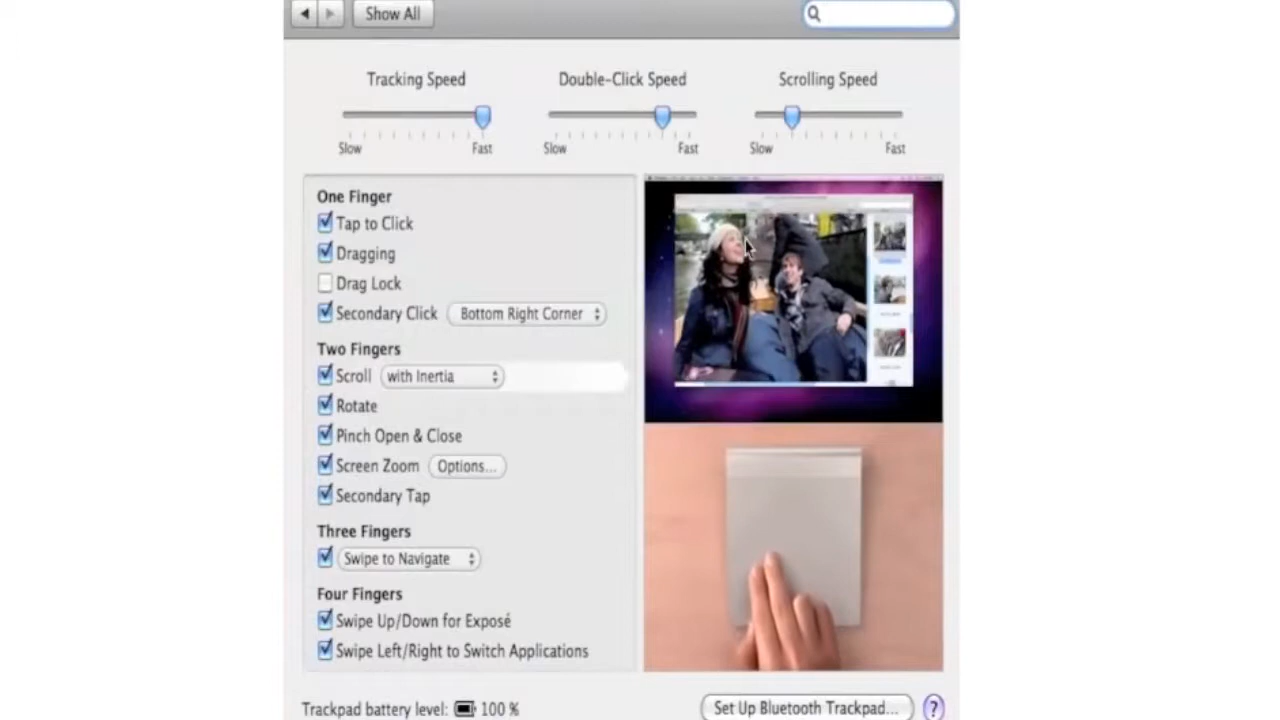 Show All
Tracking Speed Double-Click Speed Scrolling Speed
Slow Fast Slow Fast Slow Fast
One Finger
Tap to Click
Dragging
Drag Lock
Secondary Click Bottom Right Corner
Two Fingers
Scroll with Inertia
Rotate
Pinch Open & Close
Screen Zoom Options...
Secondary Tap
Three Fingers
Swipe to Navigate
Four Fingers
Swipe Up/Down for Exposé
Swipe Left/Right to Switch Applications
Trackpad battery level: 100 % Set Up Bluetooth Trackpad... ?